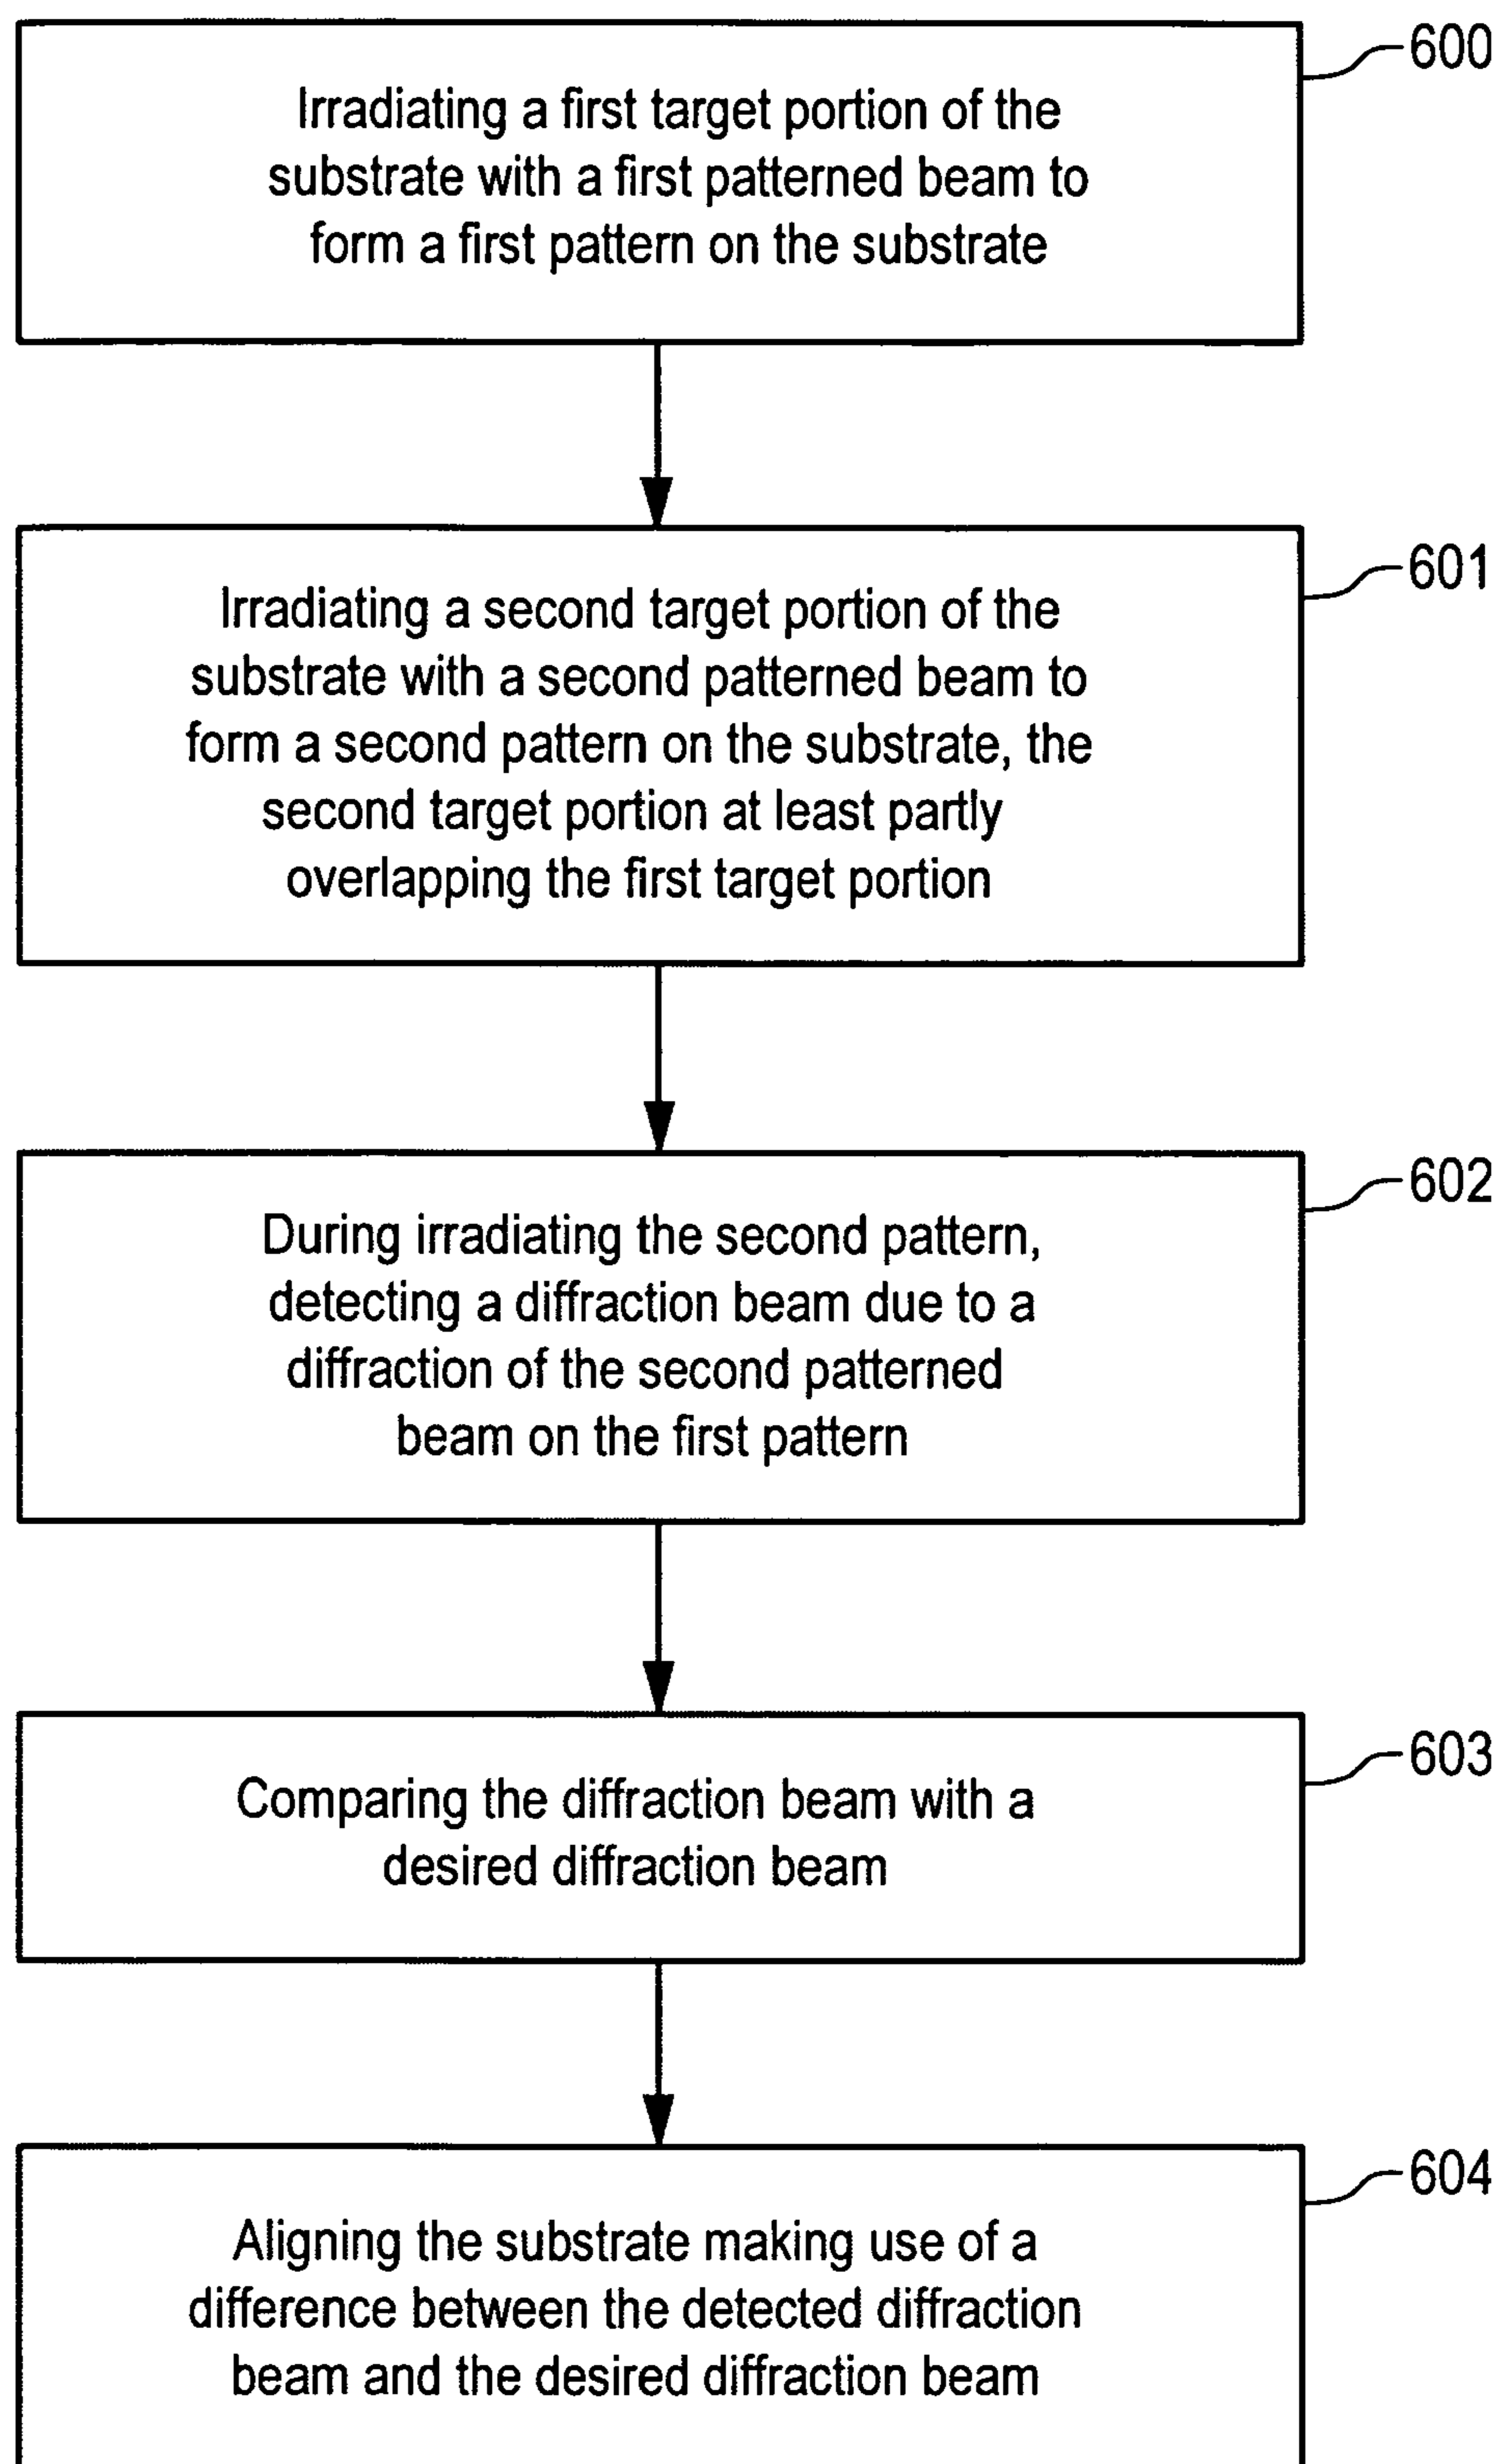 600
Irradiating a first target portion of the
substrate with a first patterned beam to
form a first pattern on the substrate
601
Irradiating a second target portion of the
substrate with a second patterned beam to
form a second pattern on the substrate, the
second target portion at least partly
overlapping the first target portion
602
During irradiating the second pattern,
detecting a diffraction beam due to a
diffraction of the second patterned
beam on the first pattern
603
Comparing the diffraction beam with a
desired diffraction beam
604
Aligning the substrate making use of a
difference between the detected diffraction
beam and the desired diffraction beam